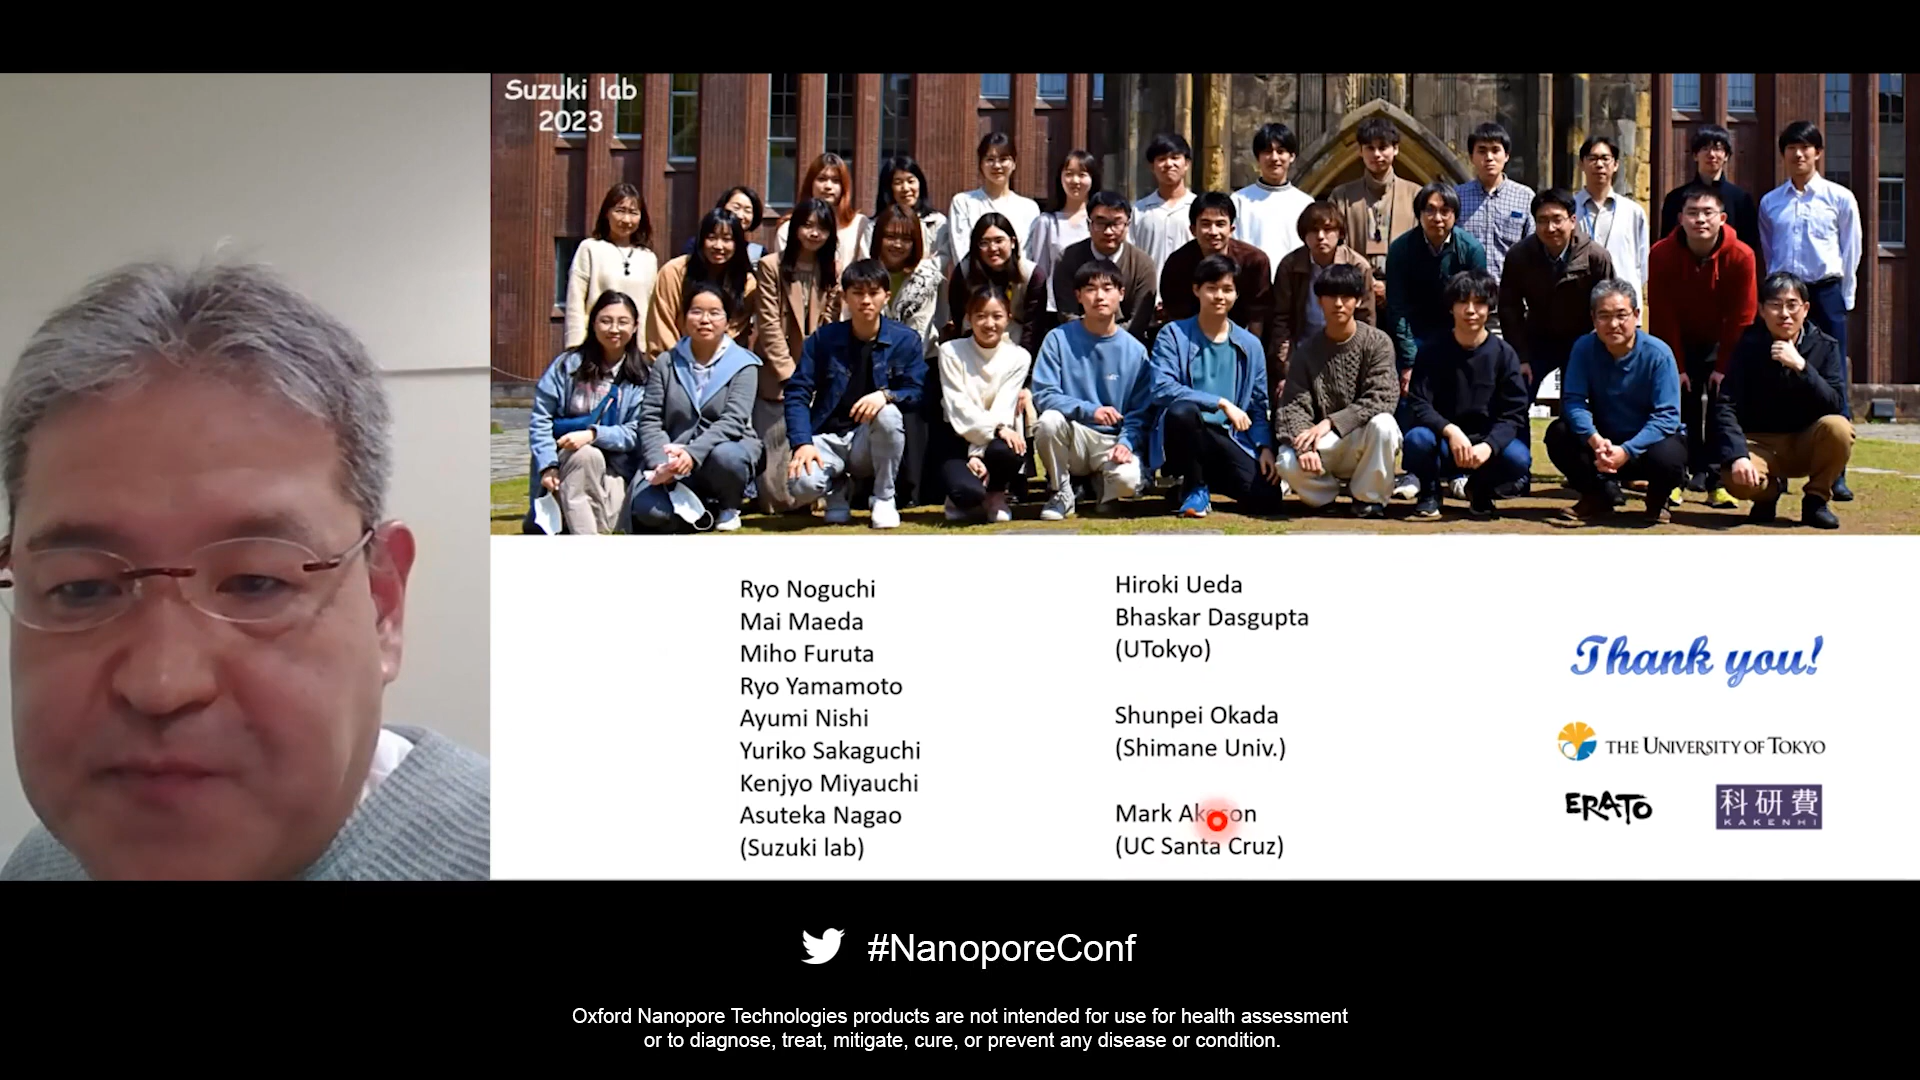 Suzuki lab
2023
Ryo Noguchi
Mai Maeda
Miho Furuta
Ryo Yamamoto
Ayumi Nishi
Yuriko Sakaguchi
Kenjyo Miyauchi
Asuteka Nagao
(Suzuki lab)
Hiroki Ueda
Bhaskar Dasgupta
(UTokyo)
Shunpei Okada
(Shimane Univ.)
Mark
(UC Santa Cruz)
Thank you!
THE UNIVERSITY OF TOKYO
ERATO
科研費
KAKENHI
#NanoporeConf
Oxford Nanopore Technologies products are not intended for use for health assessment
or to diagnose, treat, mitigate, cure, or prevent any disease or condition.